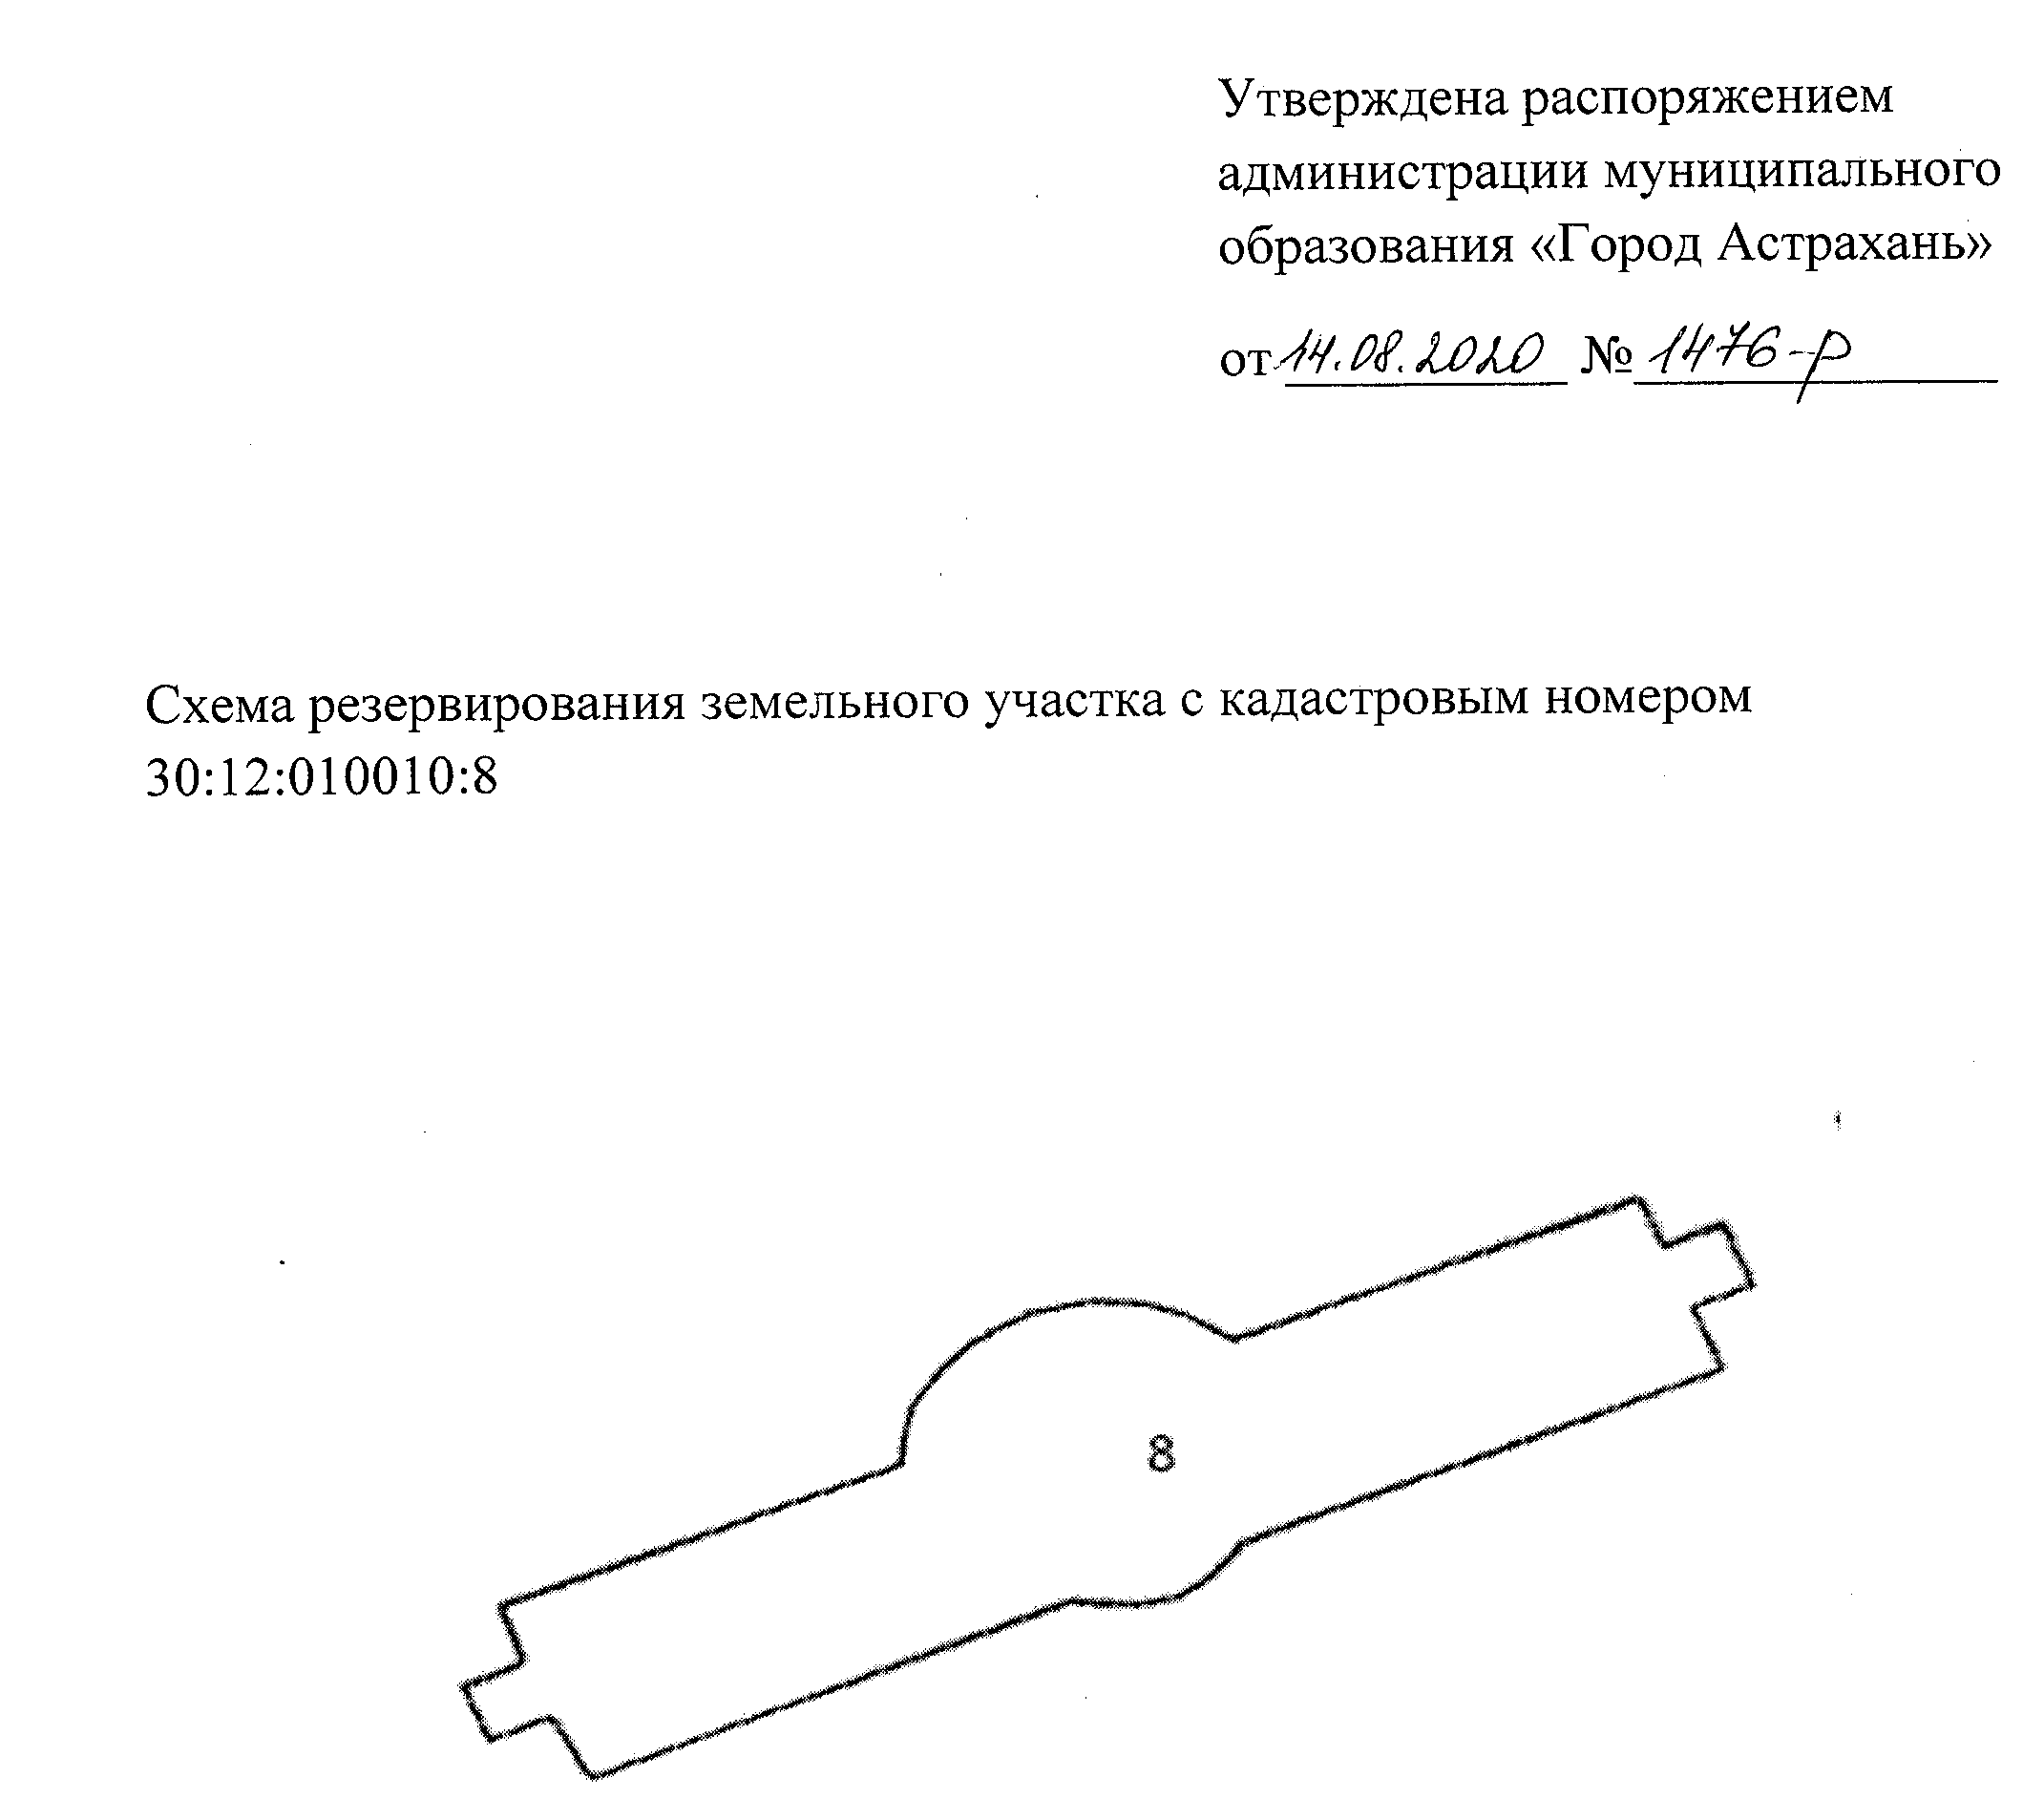 Утверждена распоряжением
администрации муниципального
образования «Город Астрахань»
от 14.08.2020 № 1476-р
Схема резервирования земельного участка с кадастровым номером
30:12:010010:8
8